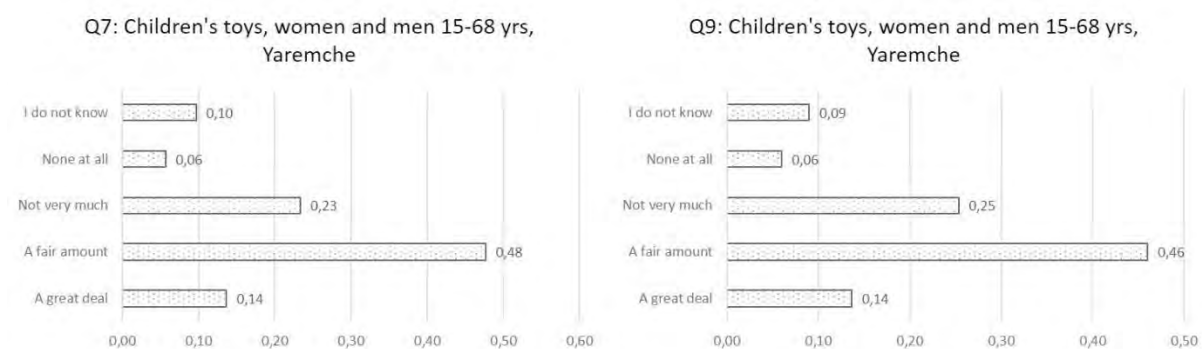 Q7: Children's toys, women and men 15-68 yrs,
Yaremche
I do not know 0,10
None at all 0,06
Not very much 0,23
A fair amount 0,48
A great deal 0,14
0,00 0,10 0,20 0,30 0,40 0,50 0,60
Q9: Children's toys, women and men 15-68 yrs,
Yaremche
I do not know 0,09
None at all 0,06
Not very much 0,25
A fair amount 0,46
A great deal 0,14
0,00 0,10 0,20 0,30 0,40 0,50